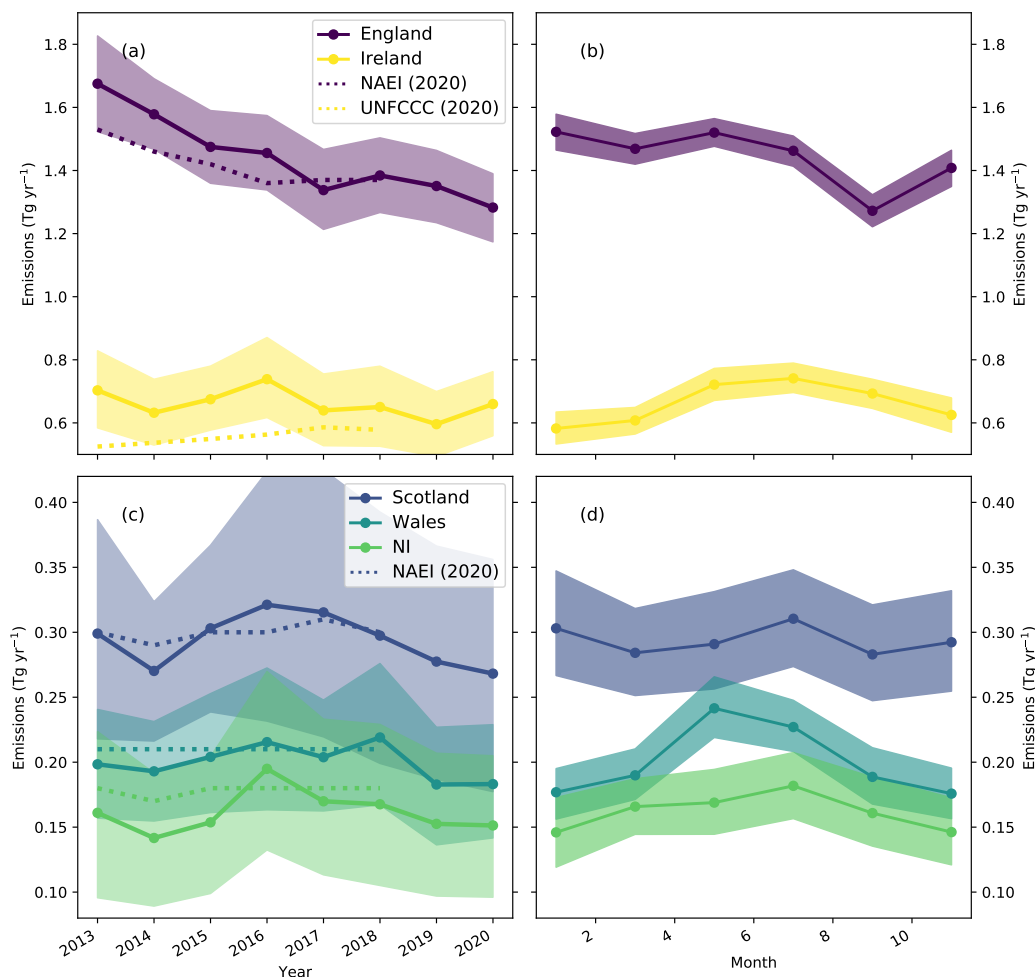 (a)
England
Ireland
NAEI (2020)
UNFCCC (2020)
1.8
1.6
1.4
1.2
1.0
0.8
0.6
Emissions (Tg yr⁻¹)
(b)
1.8
1.6
1.4
1.2
1.0
0.8
0.6
Emissions (Tg yr⁻¹)
(c)
Scotland
Wales
NI
NAEI (2020)
0.40
0.35
0.30
0.25
0.20
0.15
0.10
Emissions (Tg yr⁻¹)
2013 2014 2015 2016 2017 2018 2019 2020
Year
(d)
0.40
0.35
0.30
0.25
0.20
0.15
0.10
Emissions (Tg yr⁻¹)
2 4 6 8 10
Month